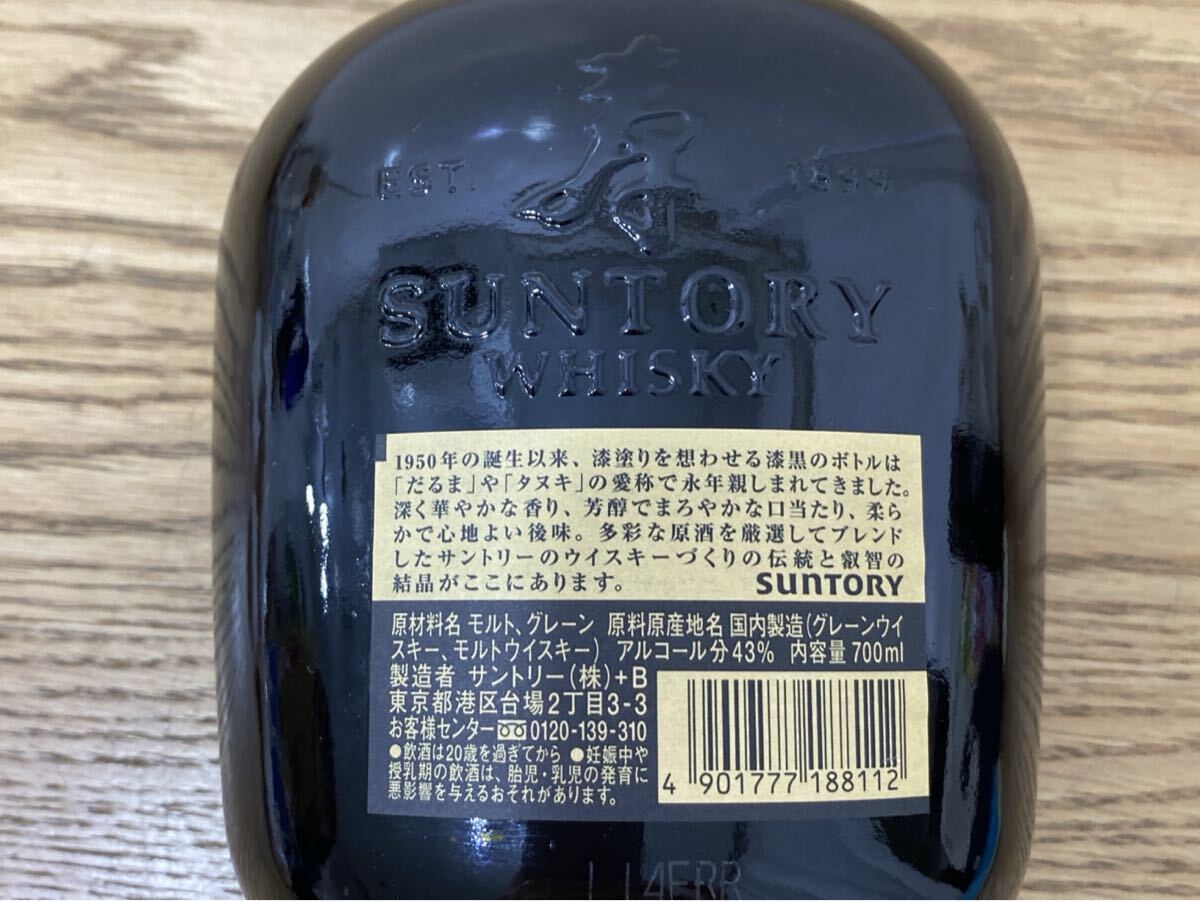 寿
EST. 1899
SUNTORY
WHISKY
1950年の誕生以来、漆塗りを想わせる漆黒のボトルは
「だるま」や「タヌキ」の愛称で永年親しまれてきました。
深く華やかな香り、芳醇でまろやかな口当たり、柔ら
かで心地よい後味。多彩な原酒を厳選してブレンド
したサントリーのウイスキーづくりの伝統と叡智の
結晶がここにあります。 SUNTORY
原材料名 モルト、グレーン 原料原産地名 国内製造(グレーンウイ
スキー、モルトウイスキー) アルコール分43% 内容量700ml
製造者 サントリー(株)+B
東京都港区台場2丁目3-3
お客様センター 0120-139-310
●飲酒は20歳を過ぎてから ●妊娠中や
授乳期の飲酒は、胎児・乳児の発育に
悪影響を与えるおそれがあります。
4 901777 188112